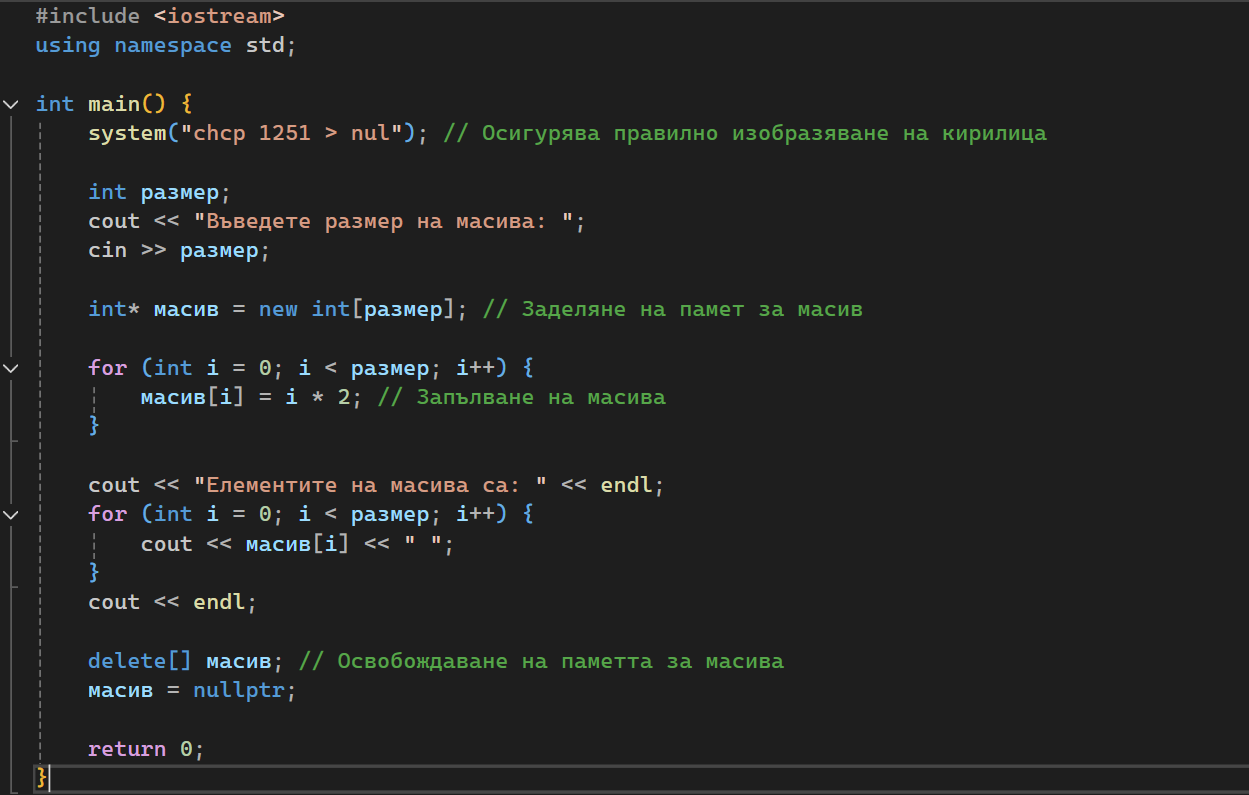 #include <iostream>
using namespace std;
int main() {
system("chcp 1251 > nul"); // Осигурява правилно изобразяване на кирилица
int размер;
cout << "Въведете размер на масива: ";
cin >> размер;
int* масив = new int[размер]; // Заделяне на памет за масив
for (int i = 0; i < размер; i++) {
масив[i] = i * 2; // Запълване на масива
}
cout << "Елементите на масива са: " << endl;
for (int i = 0; i < размер; i++) {
cout << масив[i] << " ";
}
cout << endl;
delete[] масив; // Освобождаване на паметта за масива
масив = nullptr;
return 0;
}